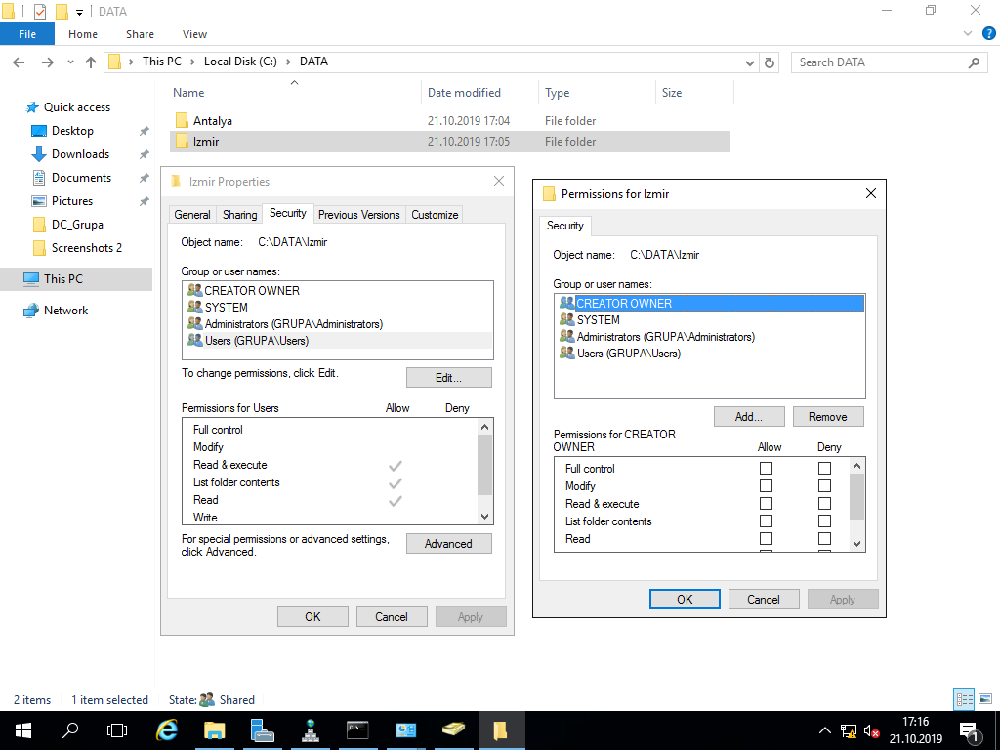 DATA
File Home Share View
This PC Local Disk (C:) DATA
Search DATA
Name Date modified Type Size
Antalya 21.10.2019 17:04 File folder
Izmir 21.10.2019 17:05 File folder
Quick access
Desktop
Downloads
Documents
Pictures
DC_Grupa
Screenshots 2
This PC
Network
Izmir Properties
General Sharing Security Previous Versions Customize
Object name: C:\DATA\Izmir
Group or user names:
CREATOR OWNER
SYSTEM
Administrators (GRUPA\Administrators)
Users (GRUPA\Users)
To change permissions, click Edit.
Edit...
Permissions for Users Allow Deny
Full control
Modify
Read & execute
List folder contents
Read
Write
For special permissions or advanced settings,
click Advanced.
Advanced
OK Cancel Apply
Permissions for Izmir
Security
Object name: C:\DATA\Izmir
Group or user names:
CREATOR OWNER
SYSTEM
Administrators (GRUPA\Administrators)
Users (GRUPA\Users)
Add... Remove
Permissions for CREATOR
OWNER Allow Deny
Full control
Modify
Read & execute
List folder contents
Read
OK Cancel Apply
2 items 1 item selected State: Shared
17:16
21.10.2019
1